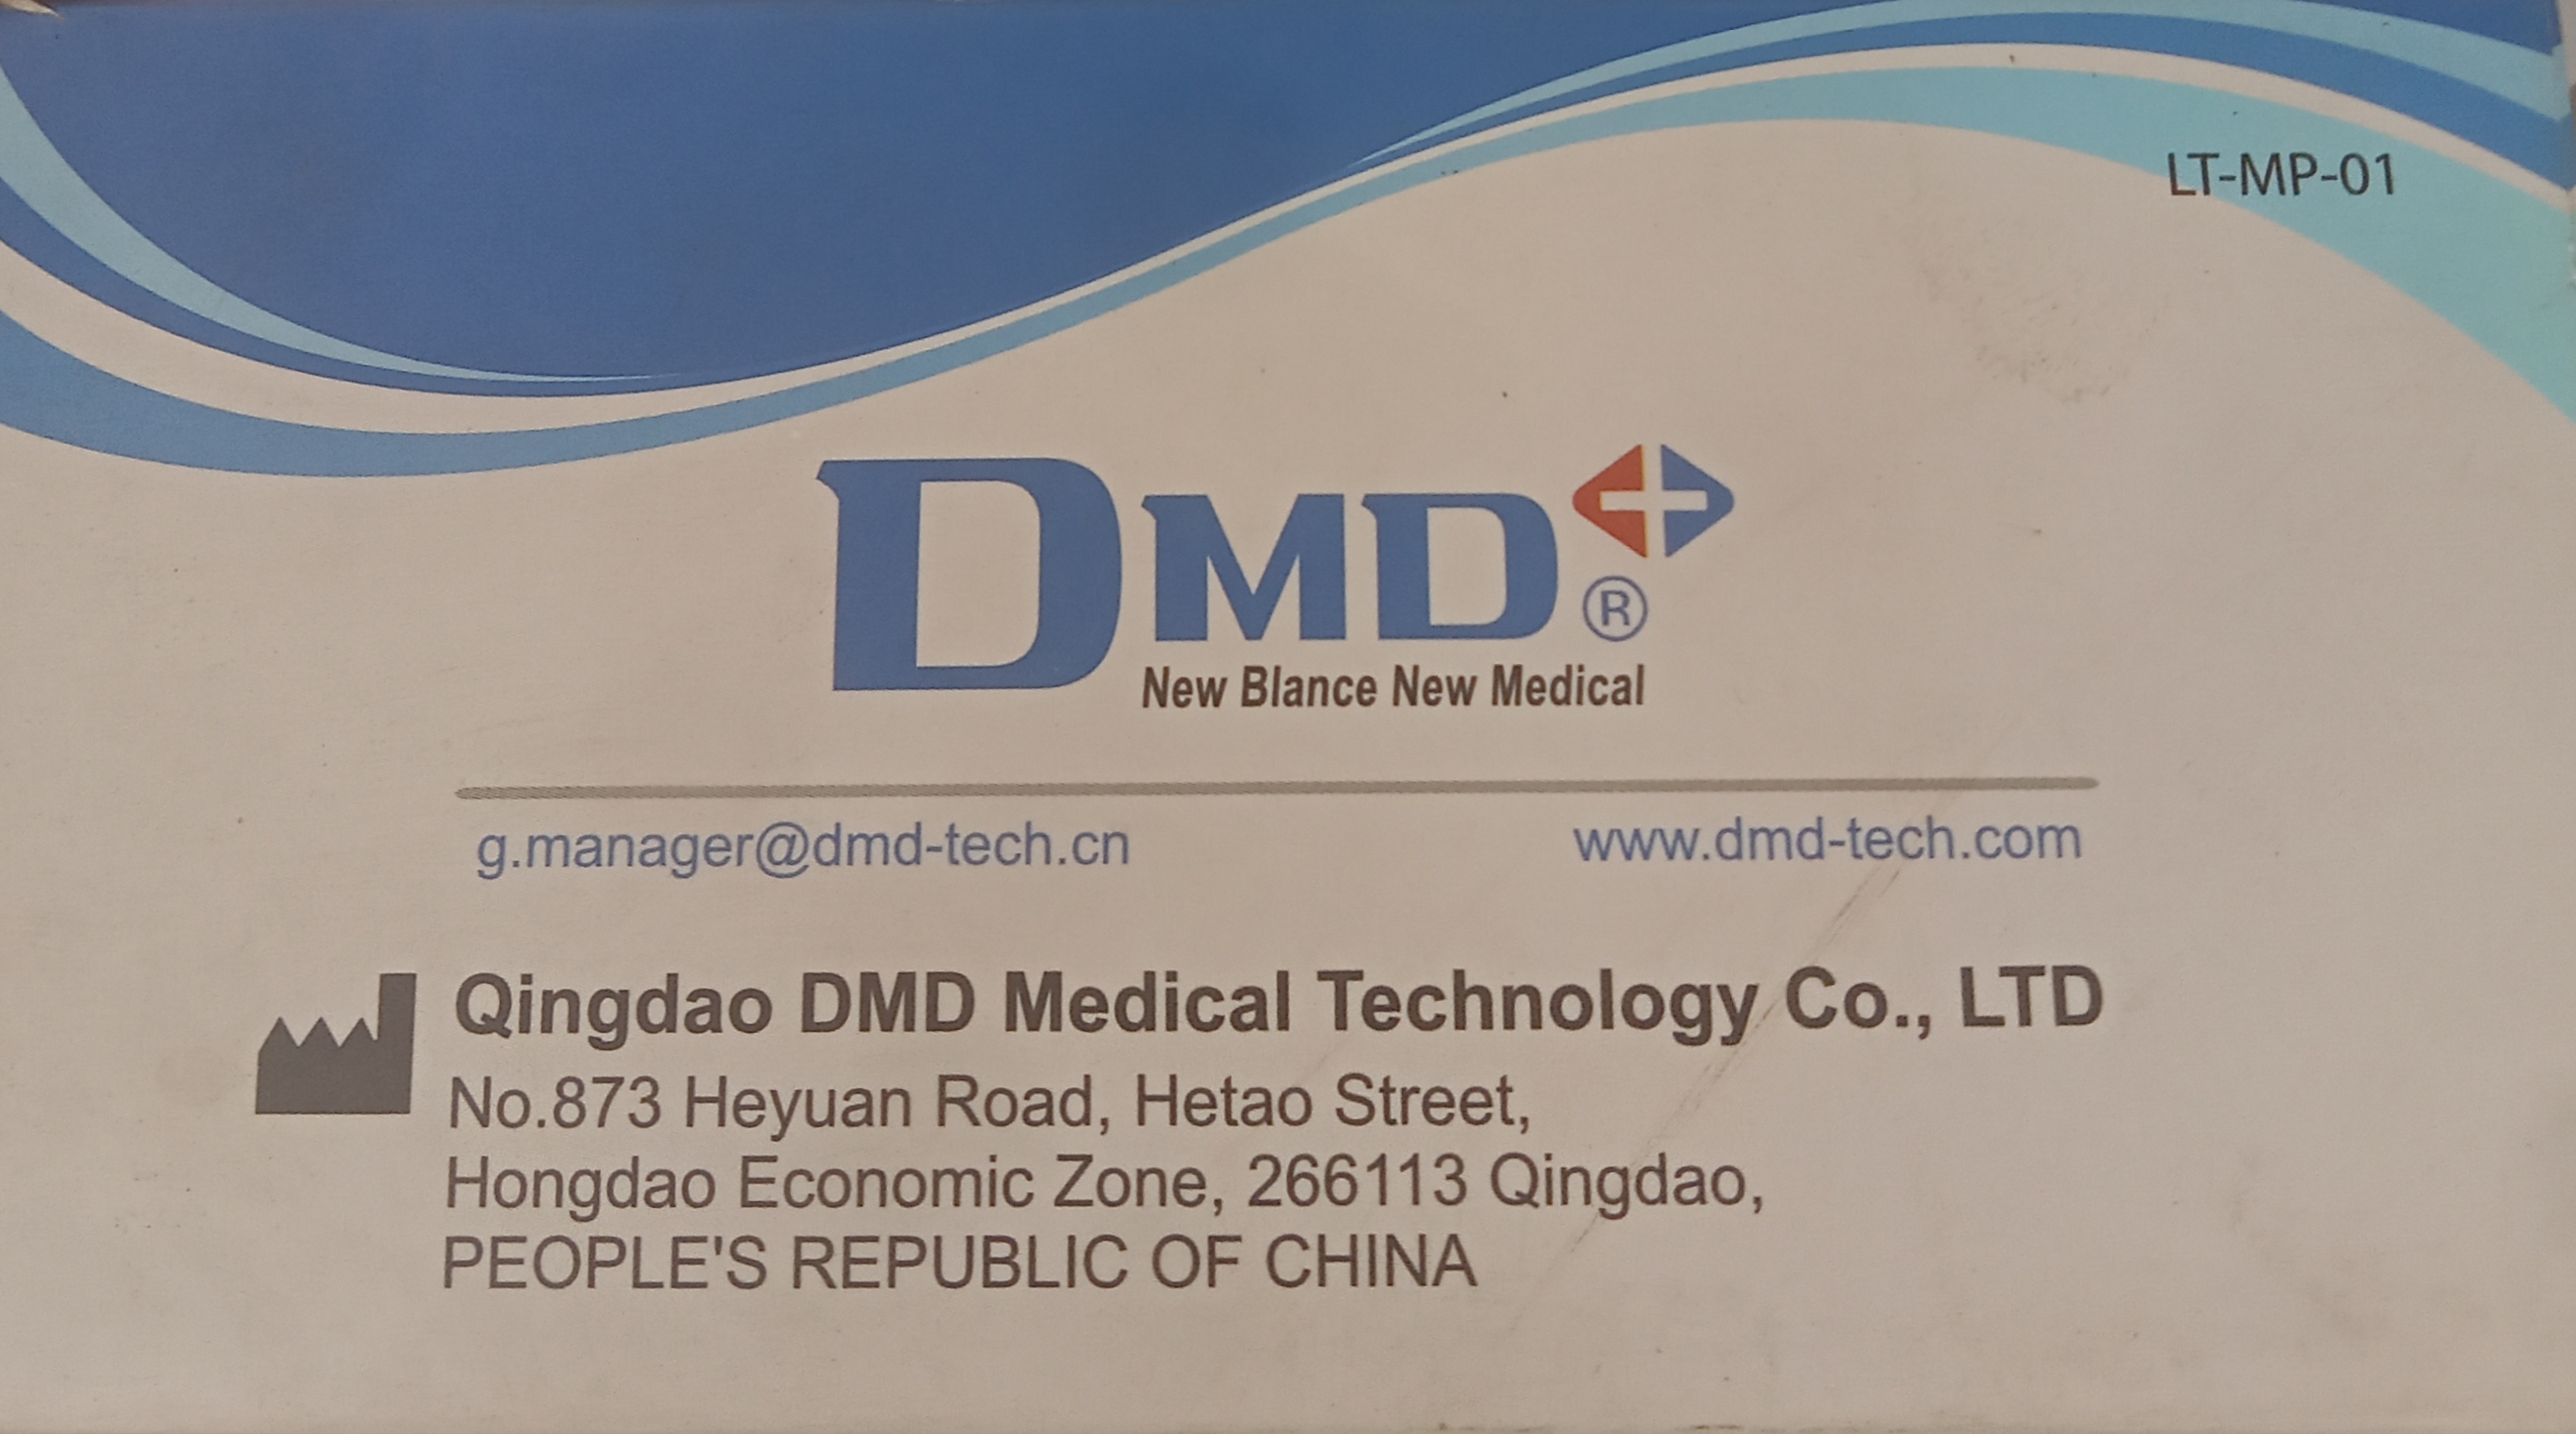 LT-MP-01
DMD®
New Blance New Medical
g.manager@dmd-tech.cn
www.dmd-tech.com
Qingdao DMD Medical Technology Co., LTD
No.873 Heyuan Road, Hetao Street,
Hongdao Economic Zone, 266113 Qingdao,
PEOPLE'S REPUBLIC OF CHINA